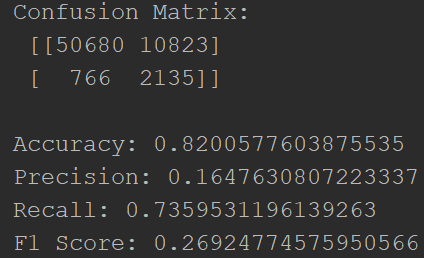 Confusion Matrix:
[[50680 10823]
[  766  2135]]
Accuracy: 0.8200577603875535
Precision: 0.1647630807223337
Recall: 0.7359531196139263
F1 Score: 0.26924774575950566